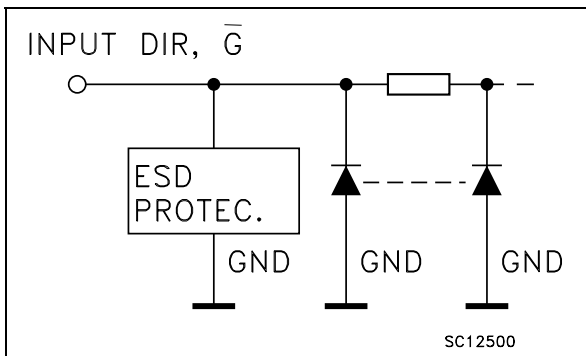 INPUT DIR, G̅
ESD
PROTEC.
GND
GND
GND
SC12500